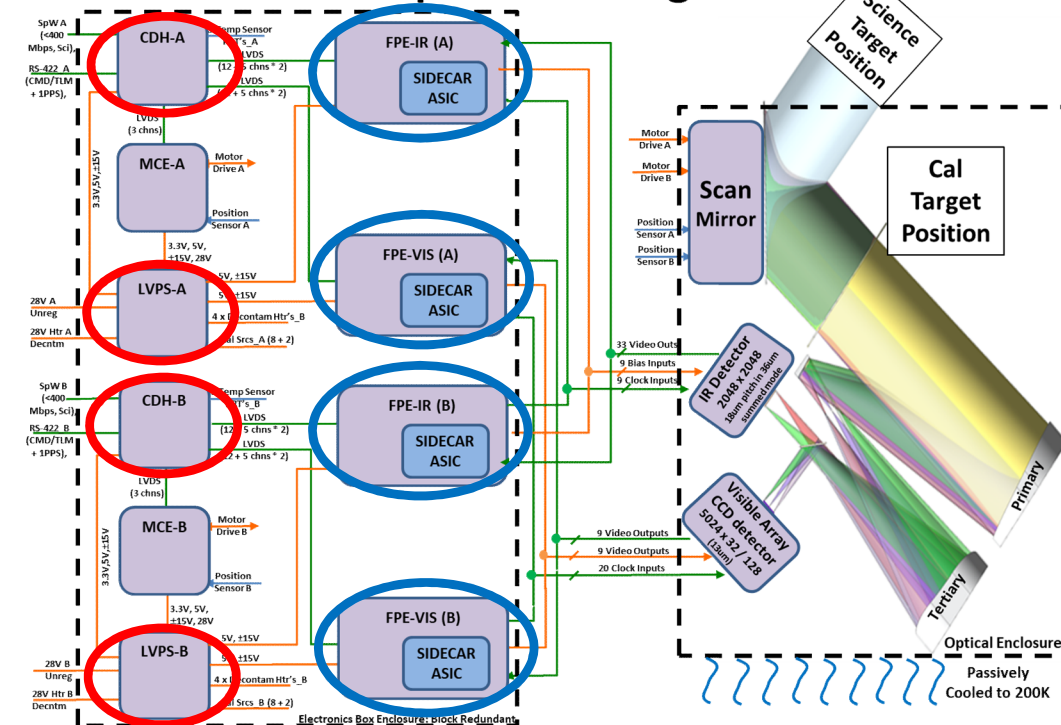 SpW A
(<400
Mbps, Sci),
RS-422_A
(CMD/TLM
+ 1PPS),
CDH-A
Temp Sensor
LVDS
LVDS
+ 5 chns * 2)
LVDS
(3 chns)
3.3V,5V,±15V
MCE-A
Motor
Drive A
Position
Sensor A
3.3V, 5V,
±15V, 28V
LVPS-A
5V, ±15V
±15V
4 x Decontam Htr's_B
Srcs_A (8 + 2)
28V A
Unreg
28V Htr A
Decntm
FPE-IR (A)
SIDECAR
ASIC
FPE-VIS (A)
SIDECAR
ASIC
SpW B
(<400
Mbps, Sci),
RS-422_B
(CMD/TLM
+ 1PPS),
CDH-B
Temp Sensor
LVDS
5 chns * 2)
LVDS
+ 5 chns * 2)
LVDS
(3 chns)
3.3V,5V,±15V
MCE-B
Motor
Drive B
Position
Sensor B
3.3V, 5V,
±15V, 28V
LVPS-B
5V, ±15V
±15V
4 x Decontam Htr's_B
Srcs_B (8 + 2)
28V B
Unreg
28V Htr B
Decntm
FPE-IR (B)
SIDECAR
ASIC
FPE-VIS (B)
SIDECAR
ASIC
Electronics Box Enclosure: Block Redundant
33 Video Outs
9 Bias Inputs
9 Clock Inputs
9 Video Outputs
9 Video Outputs
20 Clock Inputs
Science
Target
Position
Motor
Drive A
Motor
Drive B
Position
Sensor A
Position
Sensor B
Scan
Mirror
Cal
Target
Position
IR Detector
2048 x 2048
18um pitch in 36um
summed mode
Visible Array
CCD detector
5024 x 32 / 128
(13um)
Primary
Tertiary
Optical Enclosure
Passively
Cooled to 200K